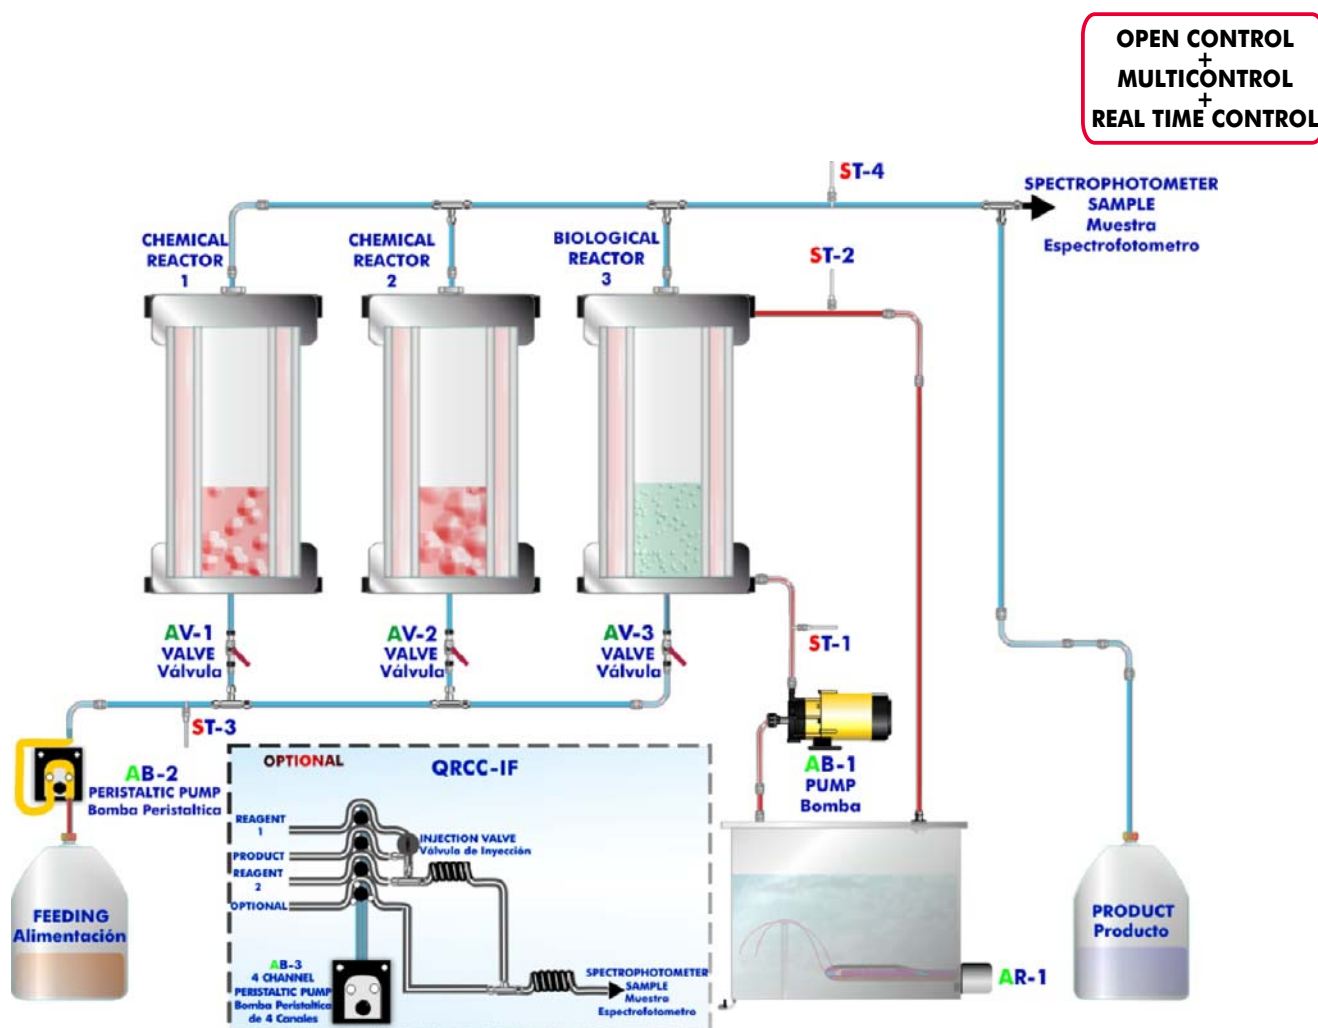 OPEN CONTROL
+
MULTICONTROL
+
REAL TIME CONTROL
ST-4
SPECTROPHOTOMETER
SAMPLE
Muestra
Espectrofotometro
CHEMICAL
REACTOR
1
CHEMICAL
REACTOR
2
BIOLOGICAL
REACTOR
3
ST-2
AV-1
VALVE
Válvula
AV-2
VALVE
Válvula
AV-3
VALVE
Válvula
ST-1
ST-3
AB-2
PERISTALTIC PUMP
Bomba Peristaltica
AB-1
PUMP
Bomba
OPTIONAL
QRCC-IF
REAGENT
1
PRODUCT
REAGENT
2
OPTIONAL
INJECTION VALVE
Válvula de Inyección
AB-3
4 CHANNEL
PERISTALTIC PUMP
Bomba Peristaltica
de 4 Canales
SPECTROPHOTOMETER
SAMPLE
Muestra
Espectrofotometro
FEEDING
Alimentación
AR-1
PRODUCT
Producto